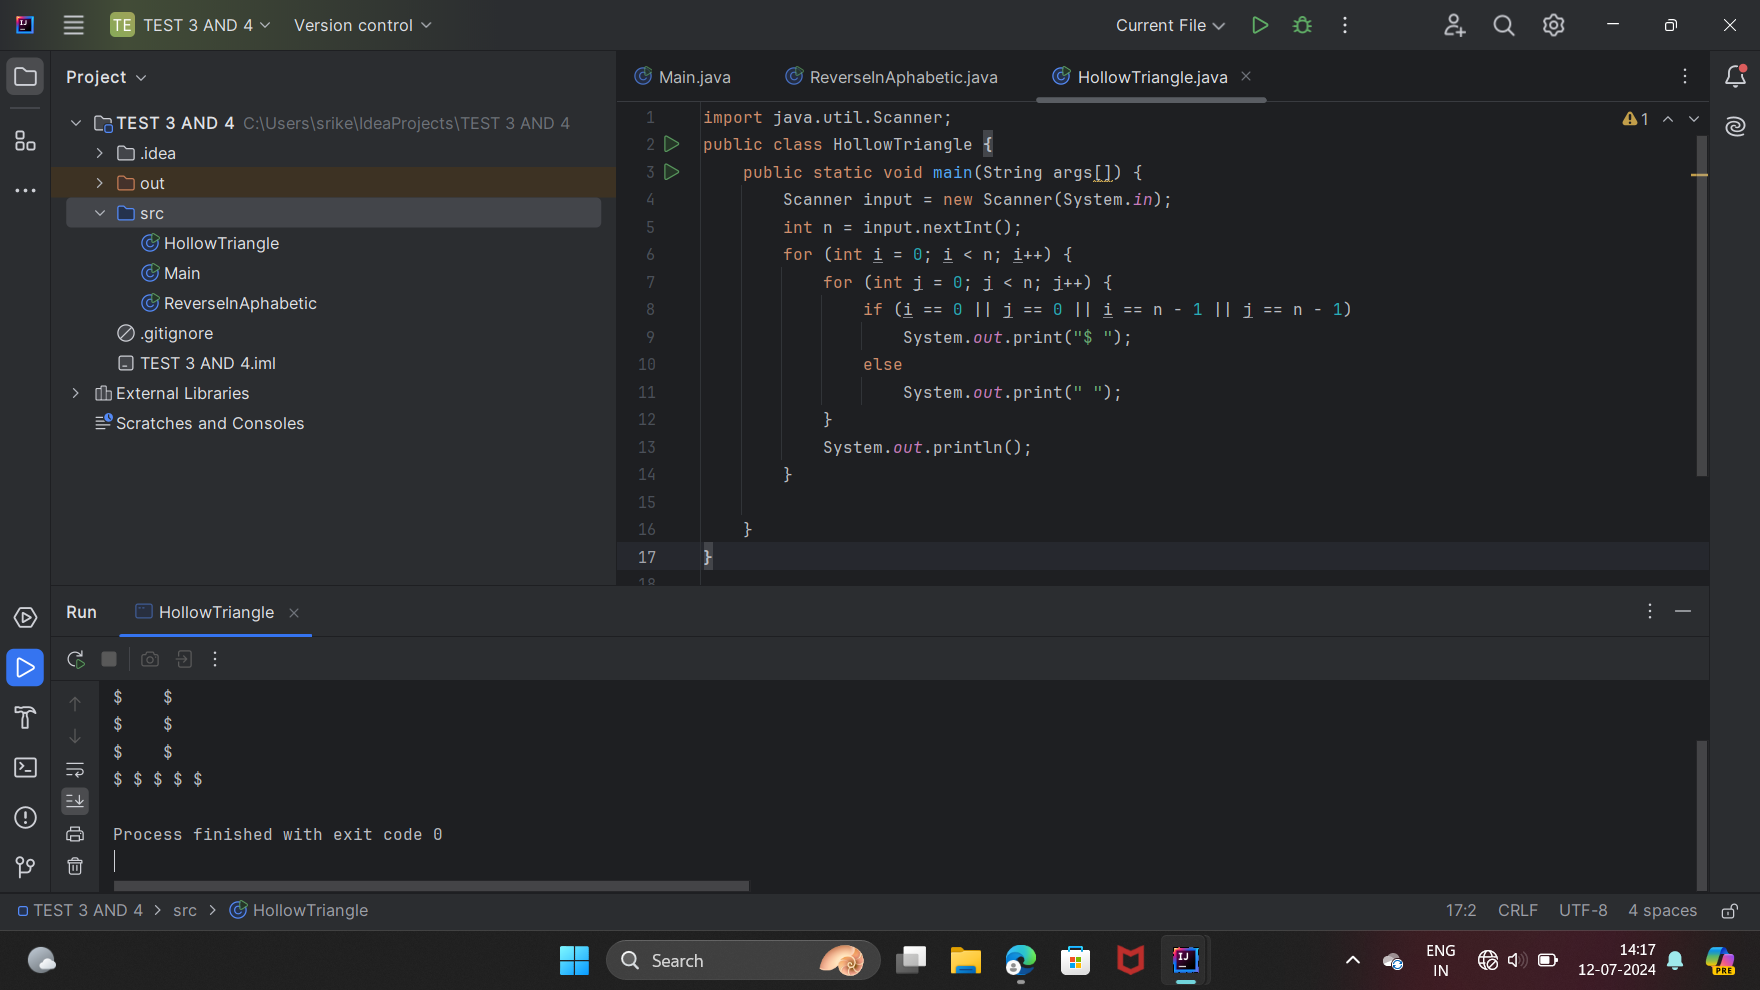 TE TEST 3 AND 4 Version control Current File
Project
TEST 3 AND 4 C:\Users\srike\IdeaProjects\TEST 3 AND 4
.idea
out
src
HollowTriangle
Main
ReverseInAphabetic
.gitignore
TEST 3 AND 4.iml
External Libraries
Scratches and Consoles
Main.java ReverseInAphabetic.java HollowTriangle.java
1 import java.util.Scanner;
2 public class HollowTriangle {
3     public static void main(String args[]) {
4         Scanner input = new Scanner(System.in);
5         int n = input.nextInt();
6         for (int i = 0; i < n; i++) {
7             for (int j = 0; j < n; j++) {
8                 if (i == 0 || j == 0 || i == n - 1 || j == n - 1)
9                     System.out.print("$ ");
10                 else
11                     System.out.print(" ");
12             }
13             System.out.println();
14         }
15
16     }
17 }
18
1
Run HollowTriangle
$    $
$    $
$    $
$ $ $ $ $
Process finished with exit code 0
TEST 3 AND 4 > src > HollowTriangle 17:2 CRLF UTF-8 4 spaces
Search
ENG
IN
14:17
12-07-2024
PRE